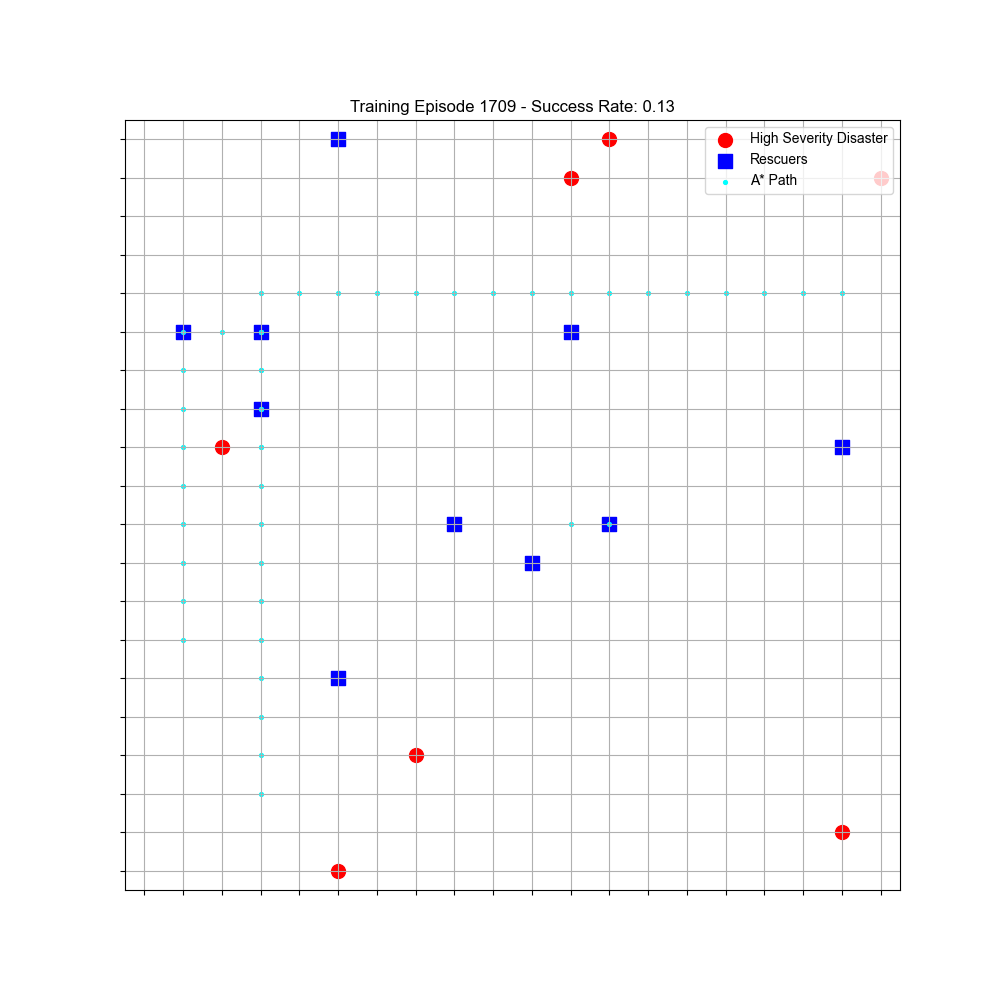 Training Episode 1709 - Success Rate: 0.13
High Severity Disaster
Rescuers
A* Path